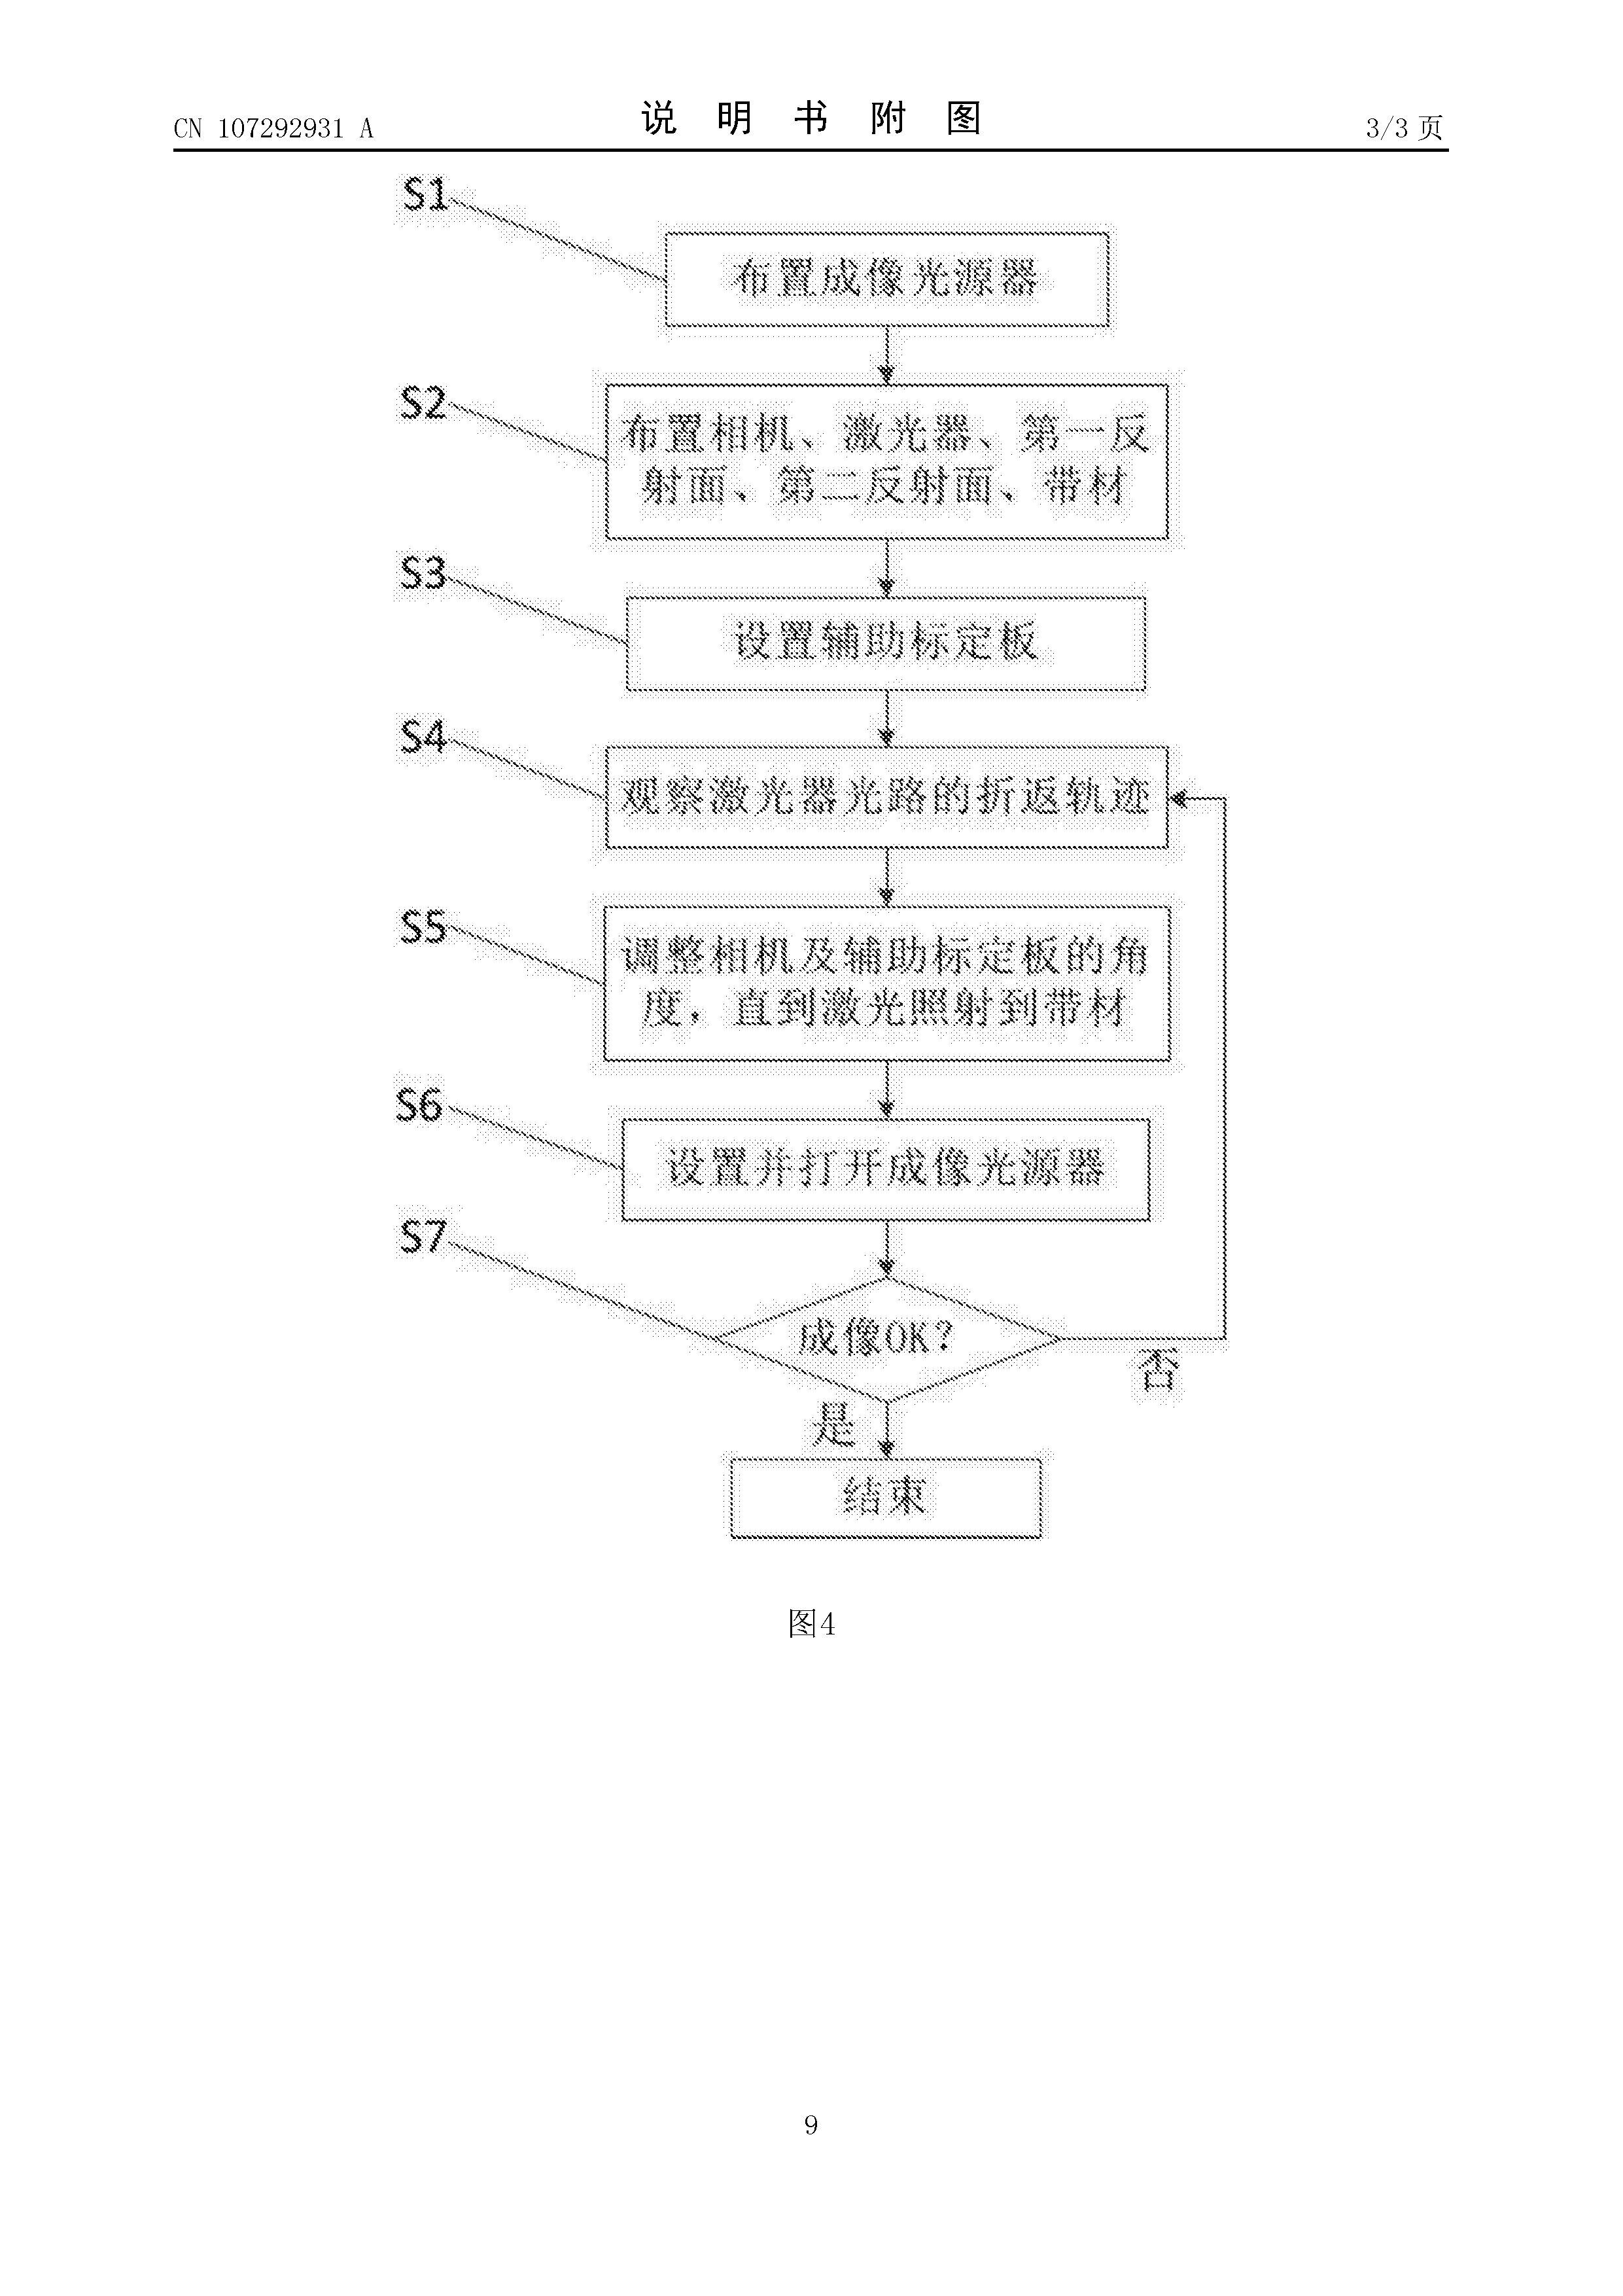 CN 107292931 A
说明书附图
3/3 页
S1
布置成像光源器
S2
布置相机、激光器、第一反
射面、第二反射面、带材
S3
设置辅助标定板
S4
观察激光器光路的折返轨迹
S5
调整相机及辅助标定板的角
度，直到激光照射到带材
S6
设置并打开成像光源器
S7
成像OK?
否
是
结束
图4
9